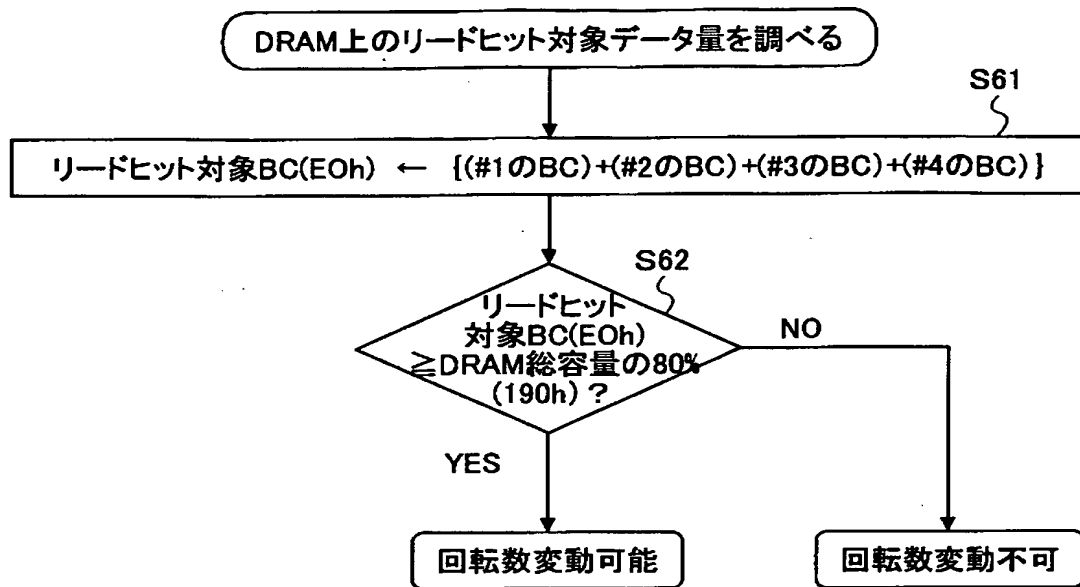 DRAM上のリードヒット対象データ量を調べる
S61
リードヒット対象BC(EOh) ← {(#1のBC)+(#2のBC)+(#3のBC)+(#4のBC)}
S62
リードヒット
対象BC(EOh)
≧DRAM総容量の80%
(190h)?
NO
YES
回転数変動可能
回転数変動不可